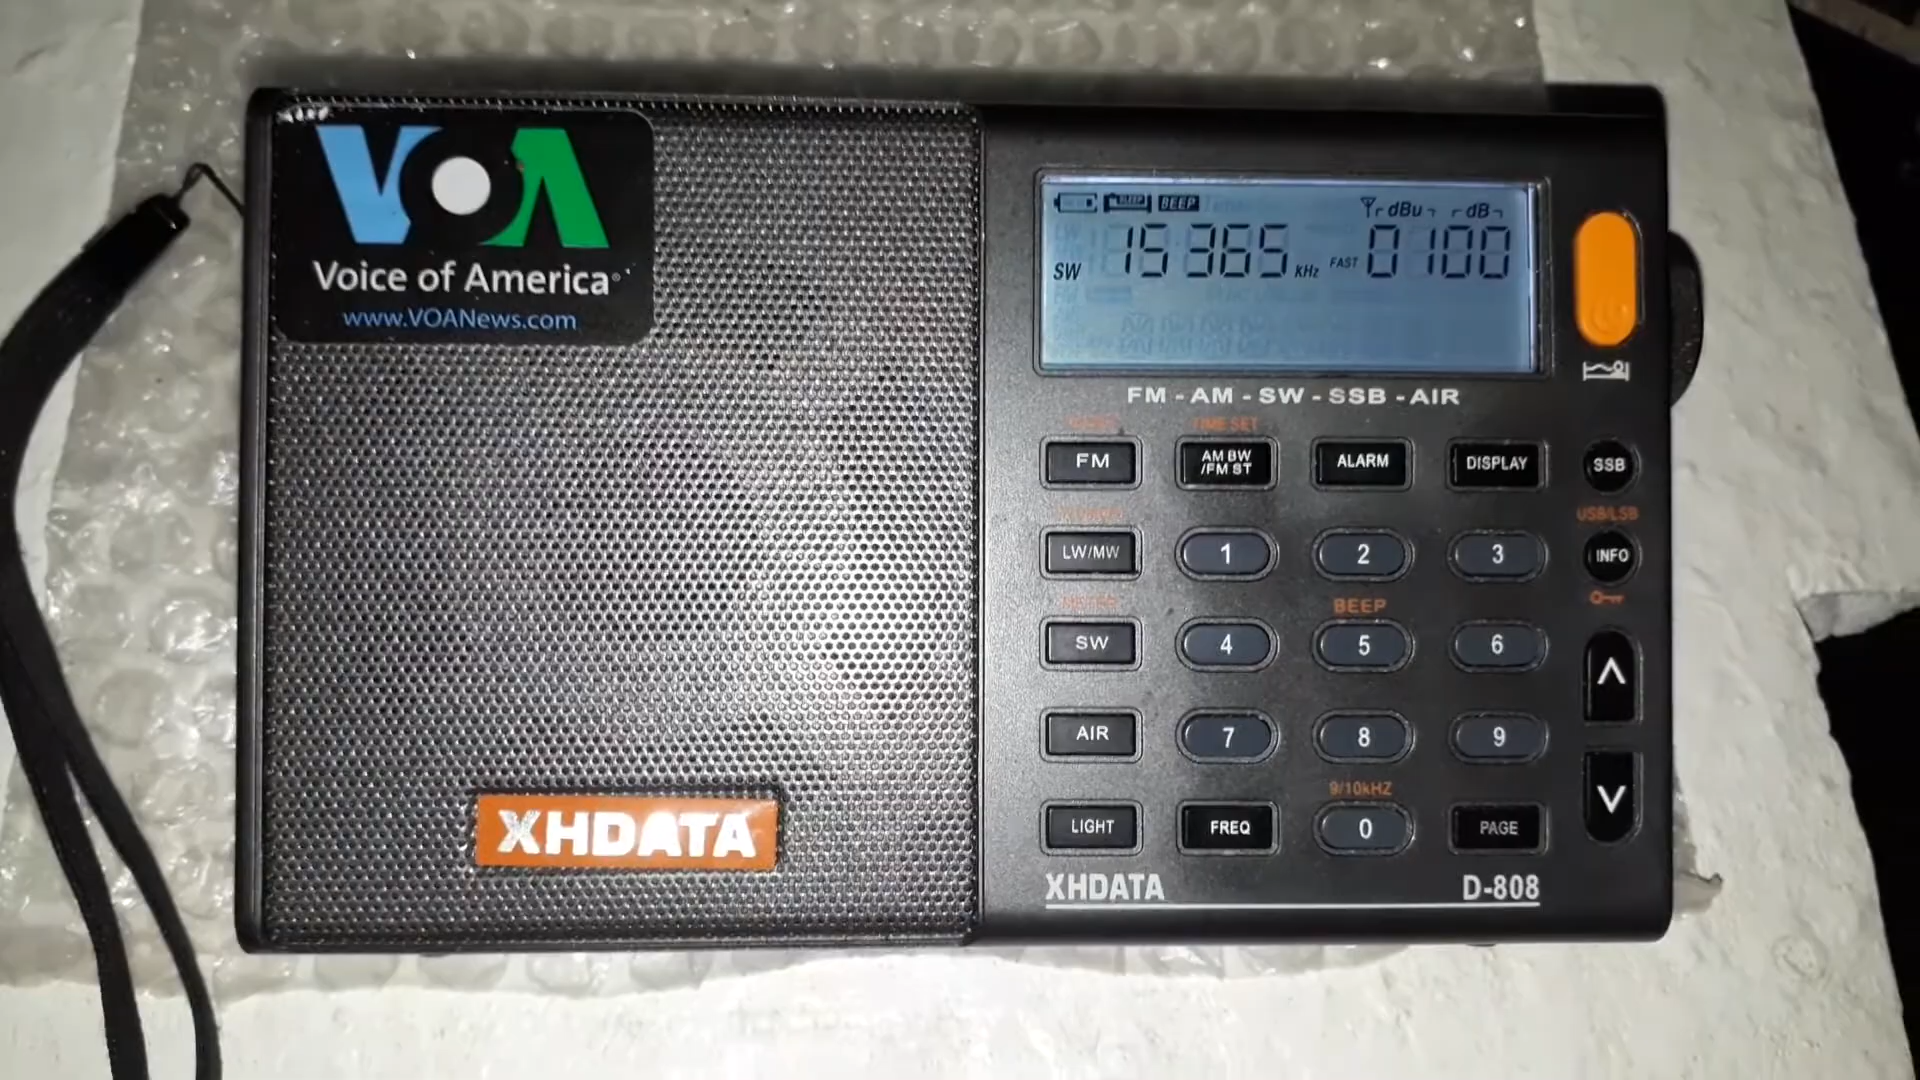 VOA
Voice of America
www.VOANews.com
SLEEP BEEP dBu dB
SW 15365 kHz FAST 0100
FM - AM - SW - SSB - AIR
TIME SET
FM AM BW /FM ST ALARM DISPLAY SSB
USB/LSB
LW/MW 1 2 3 INFO
BEEP
SW 4 5 6
AIR 7 8 9
9/10kHZ
LIGHT FREQ 0 PAGE
XHDATA
XHDATA D-808